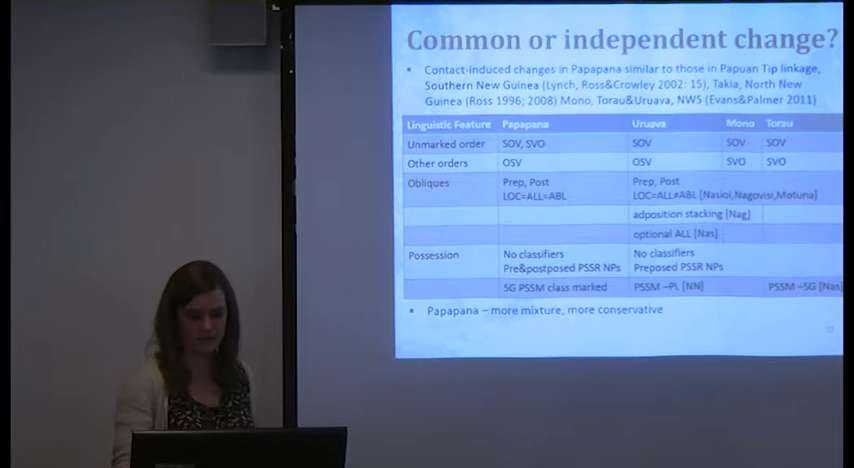 Common or independent change?
• Contact-induced changes in Papapana similar to those in Papuan Tip linkage,
Southern New Guinea (Lynch, Ross&Crowley 2002: 15), Takia, North New
Guinea (Ross 1996; 2008) Mono, Torau&Uruava, NWS (Evans&Palmer 2011)
Linguistic Feature Papapana Uruava Mono Torau
Unmarked order SOV, SVO SOV SOV SOV
Other orders OSV OSV SVO SVO
Obliques Prep, Post Prep, Post
LOC=ALL=ABL LOC=ALL≠ABL [Nasioi,Nagovisi,Motuna]
adposition stacking [Nag]
optional ALL [Nas]
Possession No classifiers No classifiers
Pre&postposed PSSR NPs Preposed PSSR NPs
SG PSSM class marked PSSM –PL [NN] PSSM –SG [Nas]
• Papapana – more mixture, more conservative